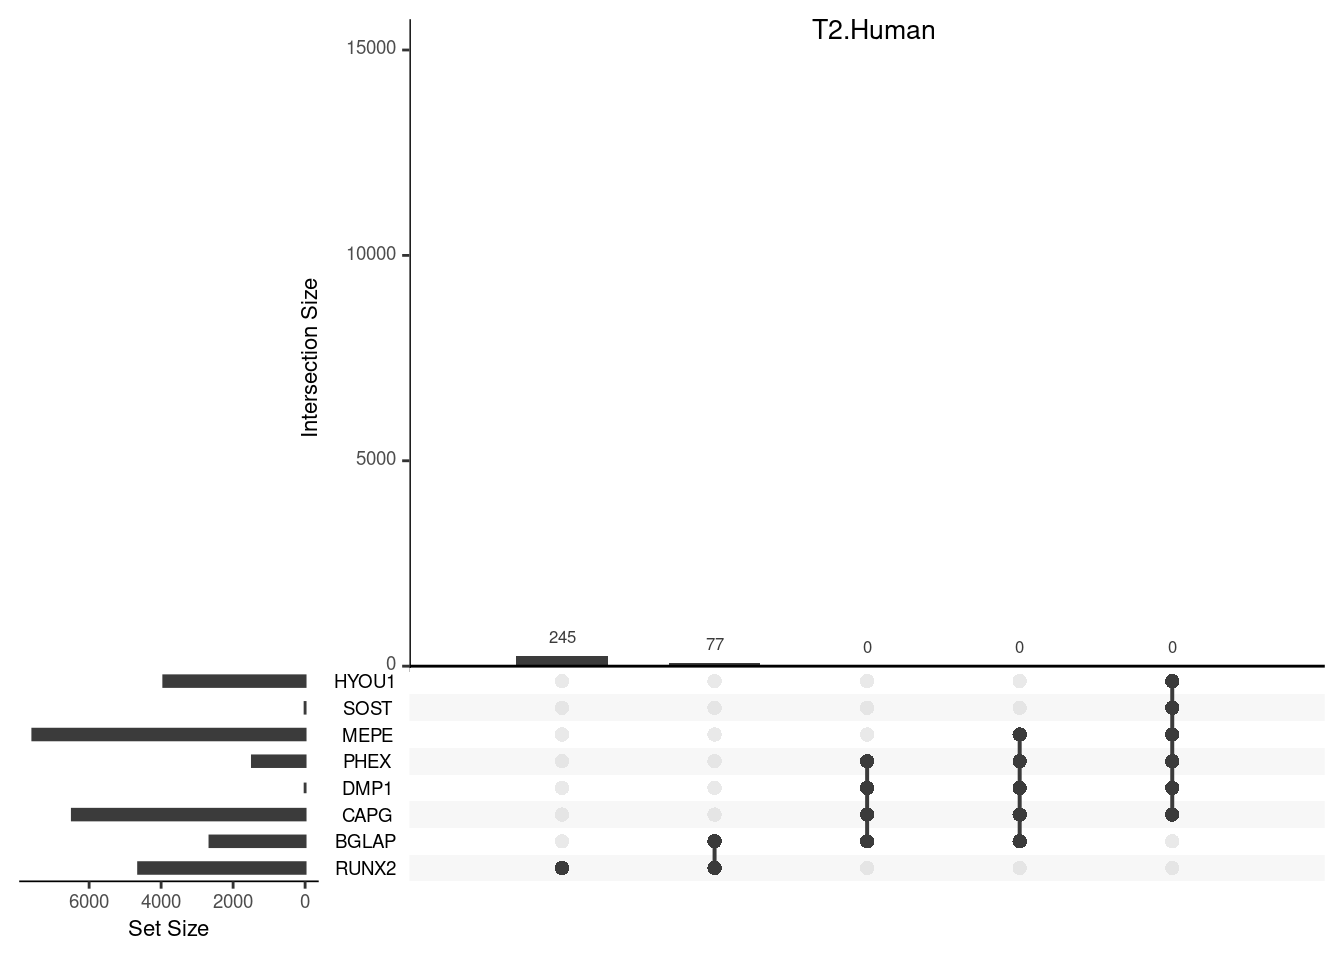 T2.Human
15000
10000
5000
0
Intersection Size
245
77
0
0
0
HYOU1
SOST
MEPE
PHEX
DMP1
CAPG
BGLAP
RUNX2
6000 4000 2000 0
Set Size